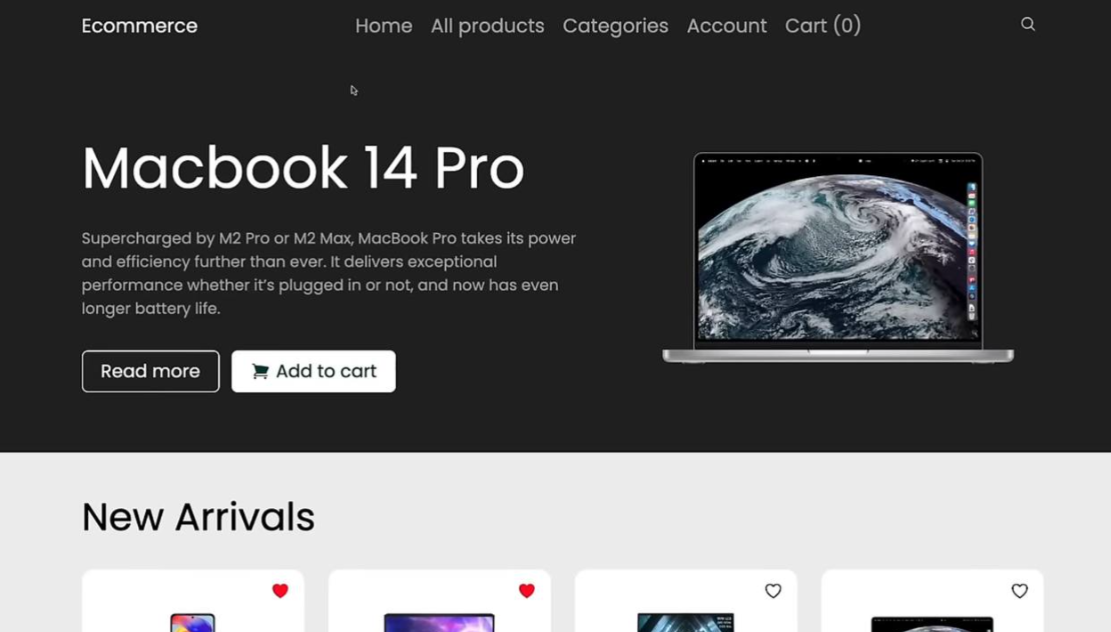 Ecommerce Home All products Categories Account Cart (0)
Macbook 14 Pro
Supercharged by M2 Pro or M2 Max, MacBook Pro takes its power
and efficiency further than ever. It delivers exceptional
performance whether it's plugged in or not, and now has even
longer battery life.
Read more Add to cart
New Arrivals